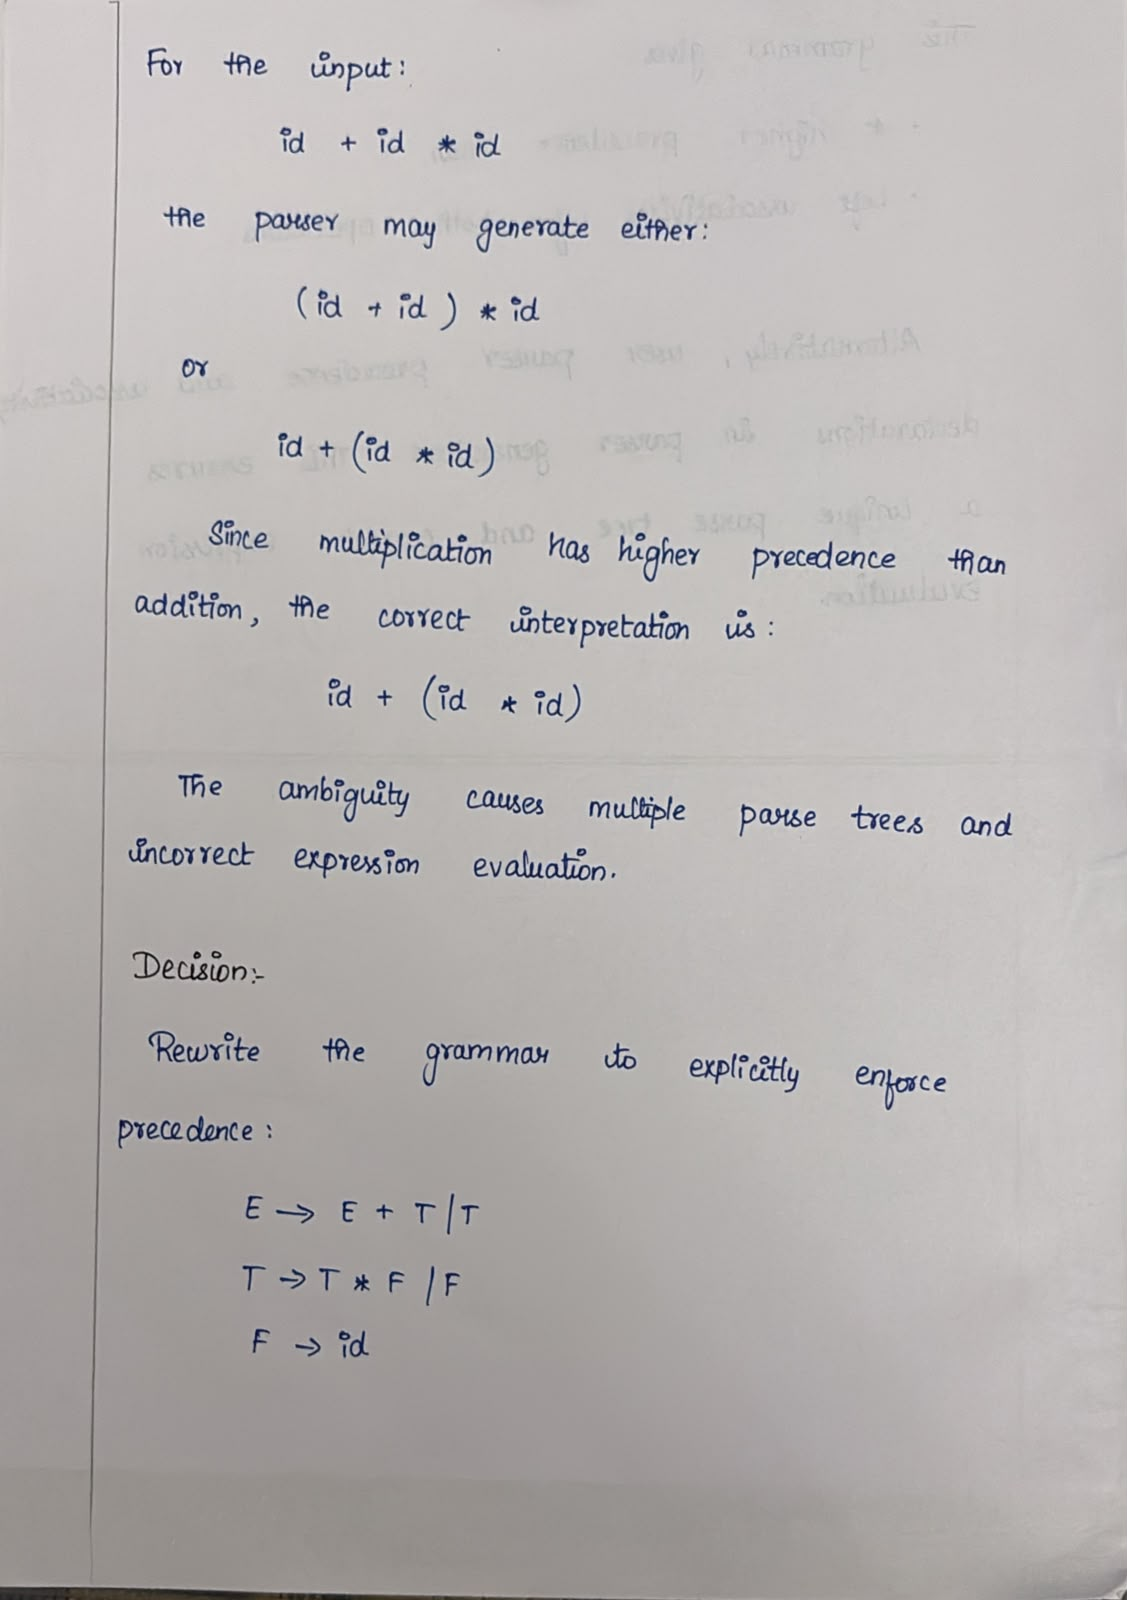 For the input:
id + id * id
the parser may generate either:
(id + id) * id
or
id + (id * id)
Since multiplication has higher precedence than
addition, the correct interpretation is:
id + (id * id)
The ambiguity causes multiple parse trees and
incorrect expression evaluation.
Decision:-
Rewrite the grammar to explicitly enforce
precedence:
E → E + T | T
T → T * F | F
F → id